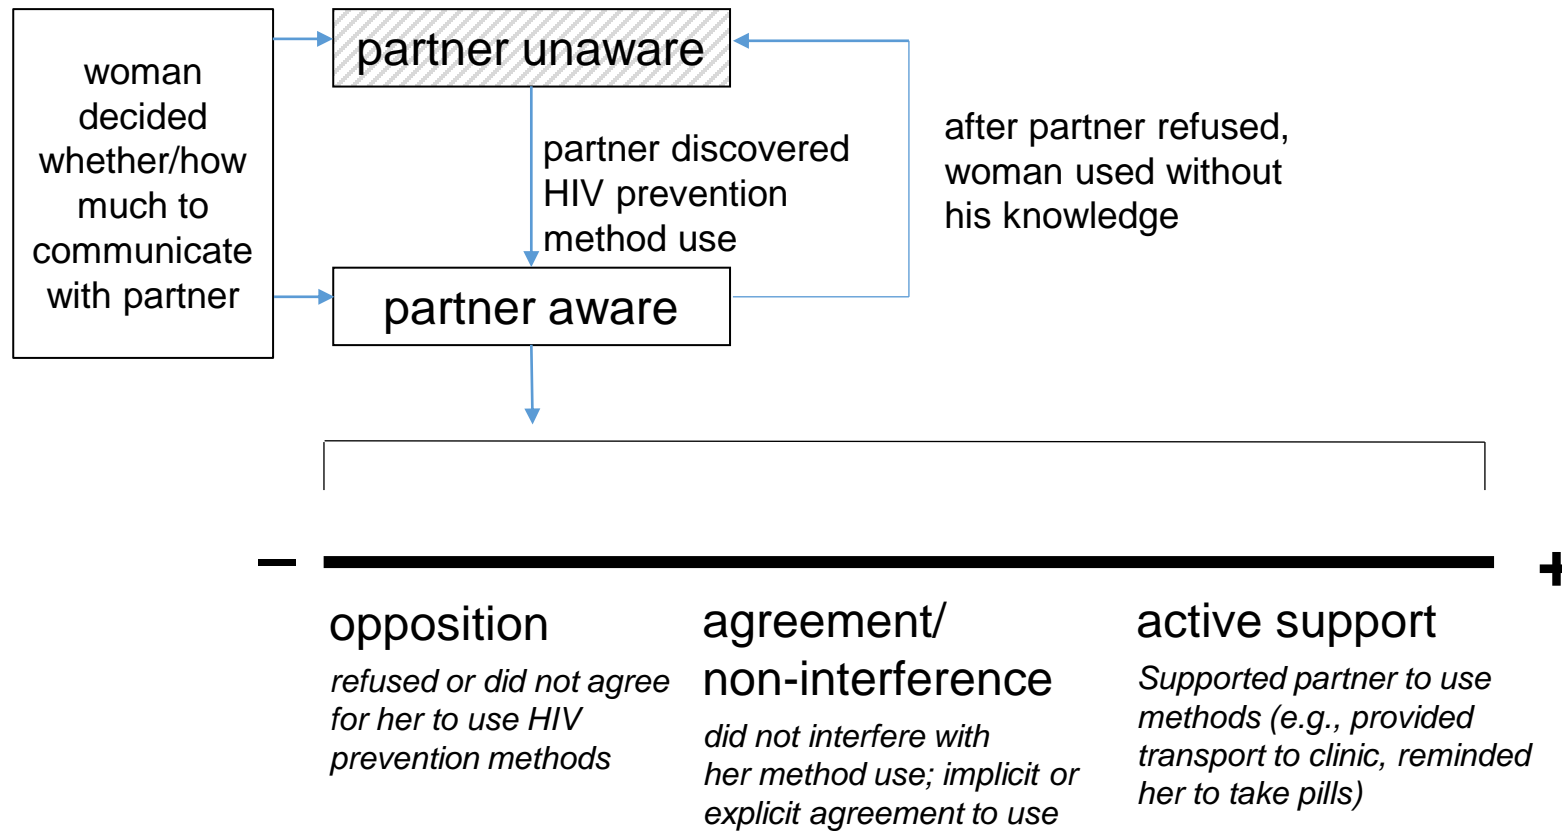 woman
decided
whether/how
much to
communicate
with partner
partner unaware
partner discovered
HIV prevention
method use
after partner refused,
woman used without
his knowledge
partner aware
–
+
opposition
refused or did not agree
for her to use HIV
prevention methods
agreement/
non-interference
did not interfere with
her method use; implicit or
explicit agreement to use
active support
Supported partner to use
methods (e.g., provided
transport to clinic, reminded
her to take pills)